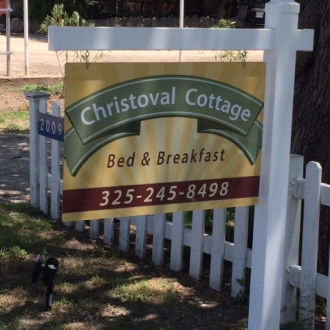 Christoval Cottage
Bed & Breakfast
325-245-8498
2009